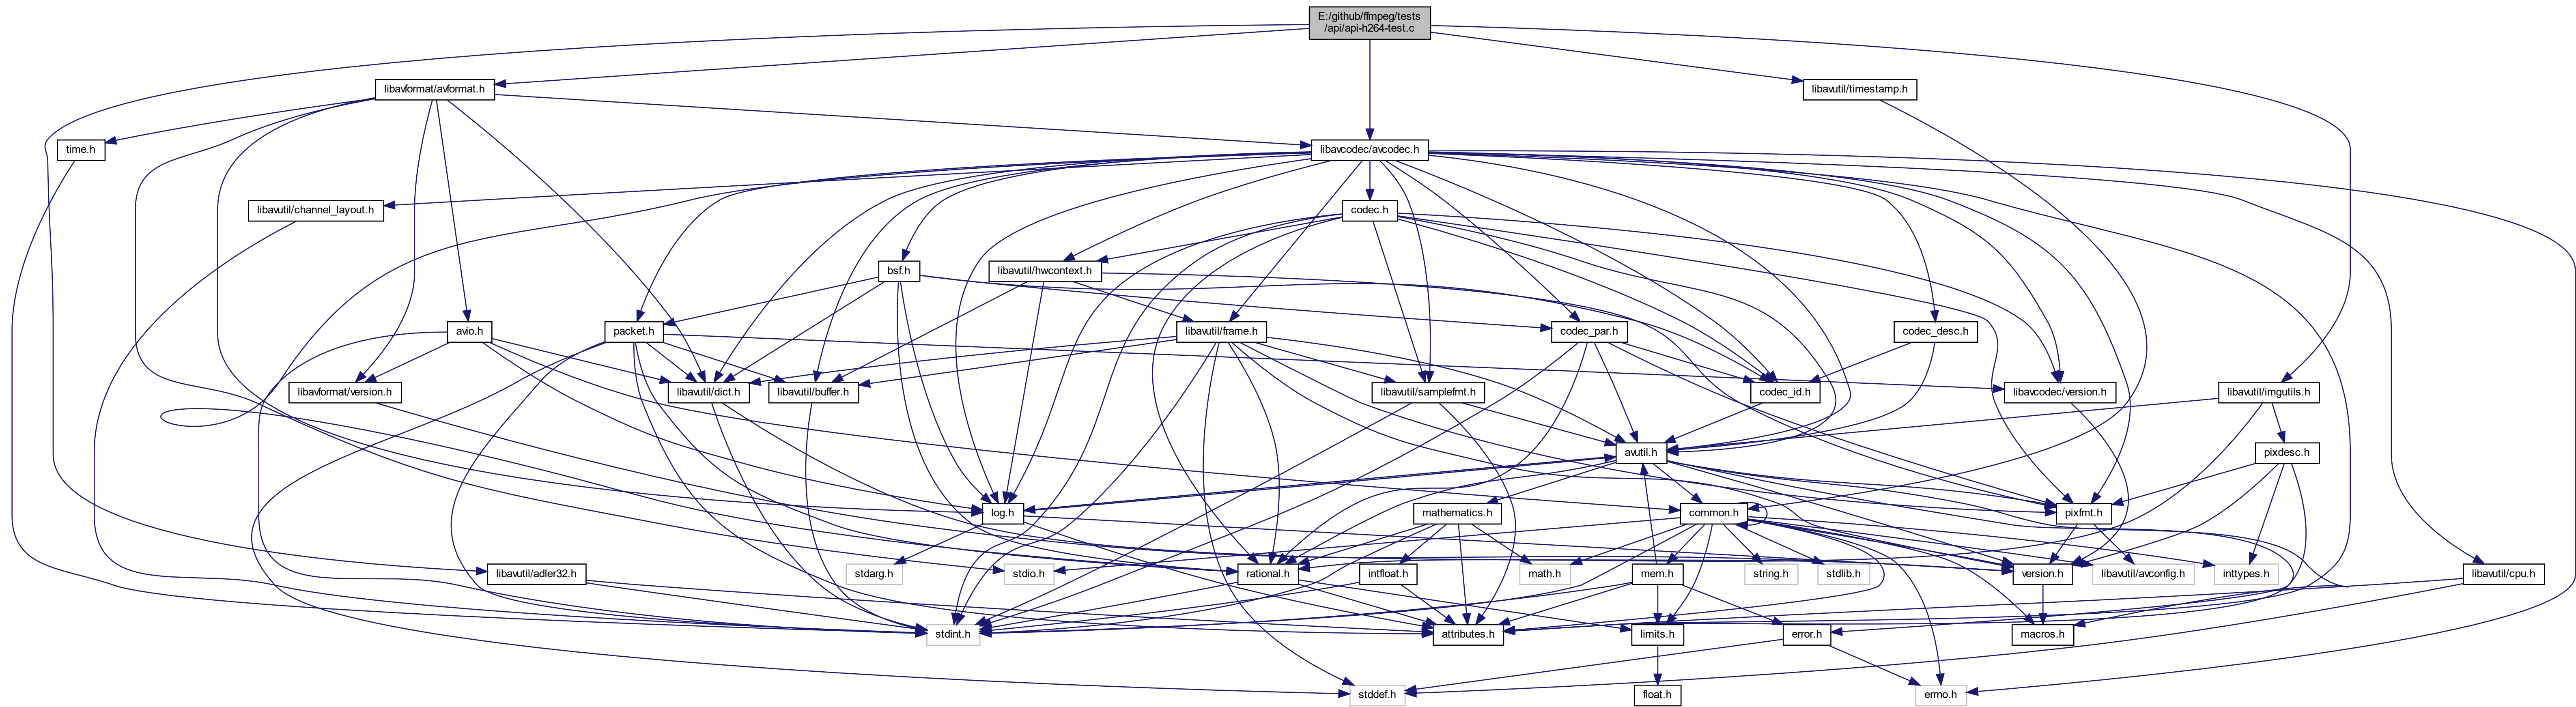 E:/github/ffmpeg/tests
/api/api-h264-test.c
libavformat/avformat.h
libavutil/timestamp.h
time.h
libavcodec/avcodec.h
libavutil/channel_layout.h
codec.h
bsf.h
libavutil/hwcontext.h
avio.h
packet.h
libavutil/frame.h
codec_par.h
codec_desc.h
libavformat/version.h
libavutil/dict.h
libavutil/buffer.h
libavutil/samplefmt.h
codec_id.h
libavcodec/version.h
libavutil/imgutils.h
avutil.h
pixdesc.h
log.h
mathematics.h
common.h
pixfmt.h
libavutil/adler32.h
stdarg.h
stdio.h
rational.h
intfloat.h
math.h
mem.h
string.h
stdlib.h
version.h
libavutil/avconfig.h
inttypes.h
libavutil/cpu.h
stdint.h
attributes.h
limits.h
error.h
macros.h
stddef.h
float.h
errno.h